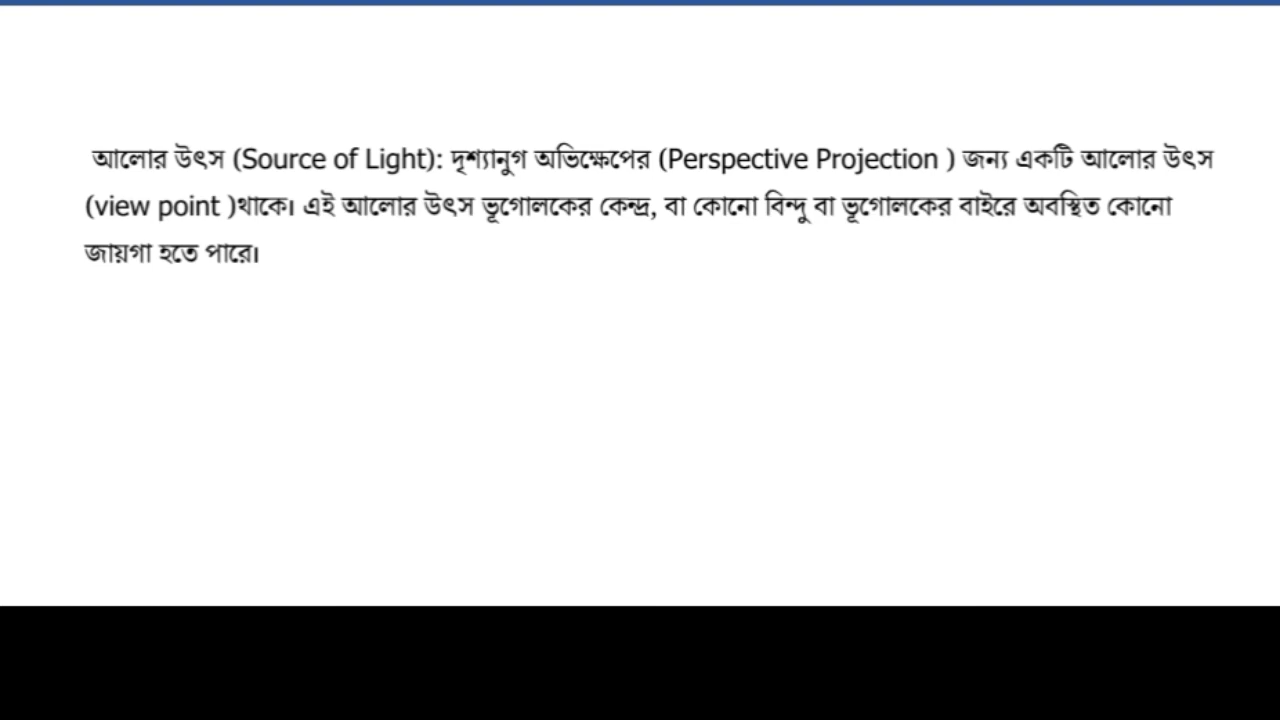 আলোর উৎস (Source of Light): দৃশ্যানুগ অভিক্ষেপের (Perspective Projection ) জন্য একটি আলোর উৎস
(view point )থাকে। এই আলোর উৎস ভূগোলকের কেন্দ্র, বা কোনো বিন্দু বা ভূগোলকের বাইরে অবস্থিত কোনো
জায়গা হতে পারে।